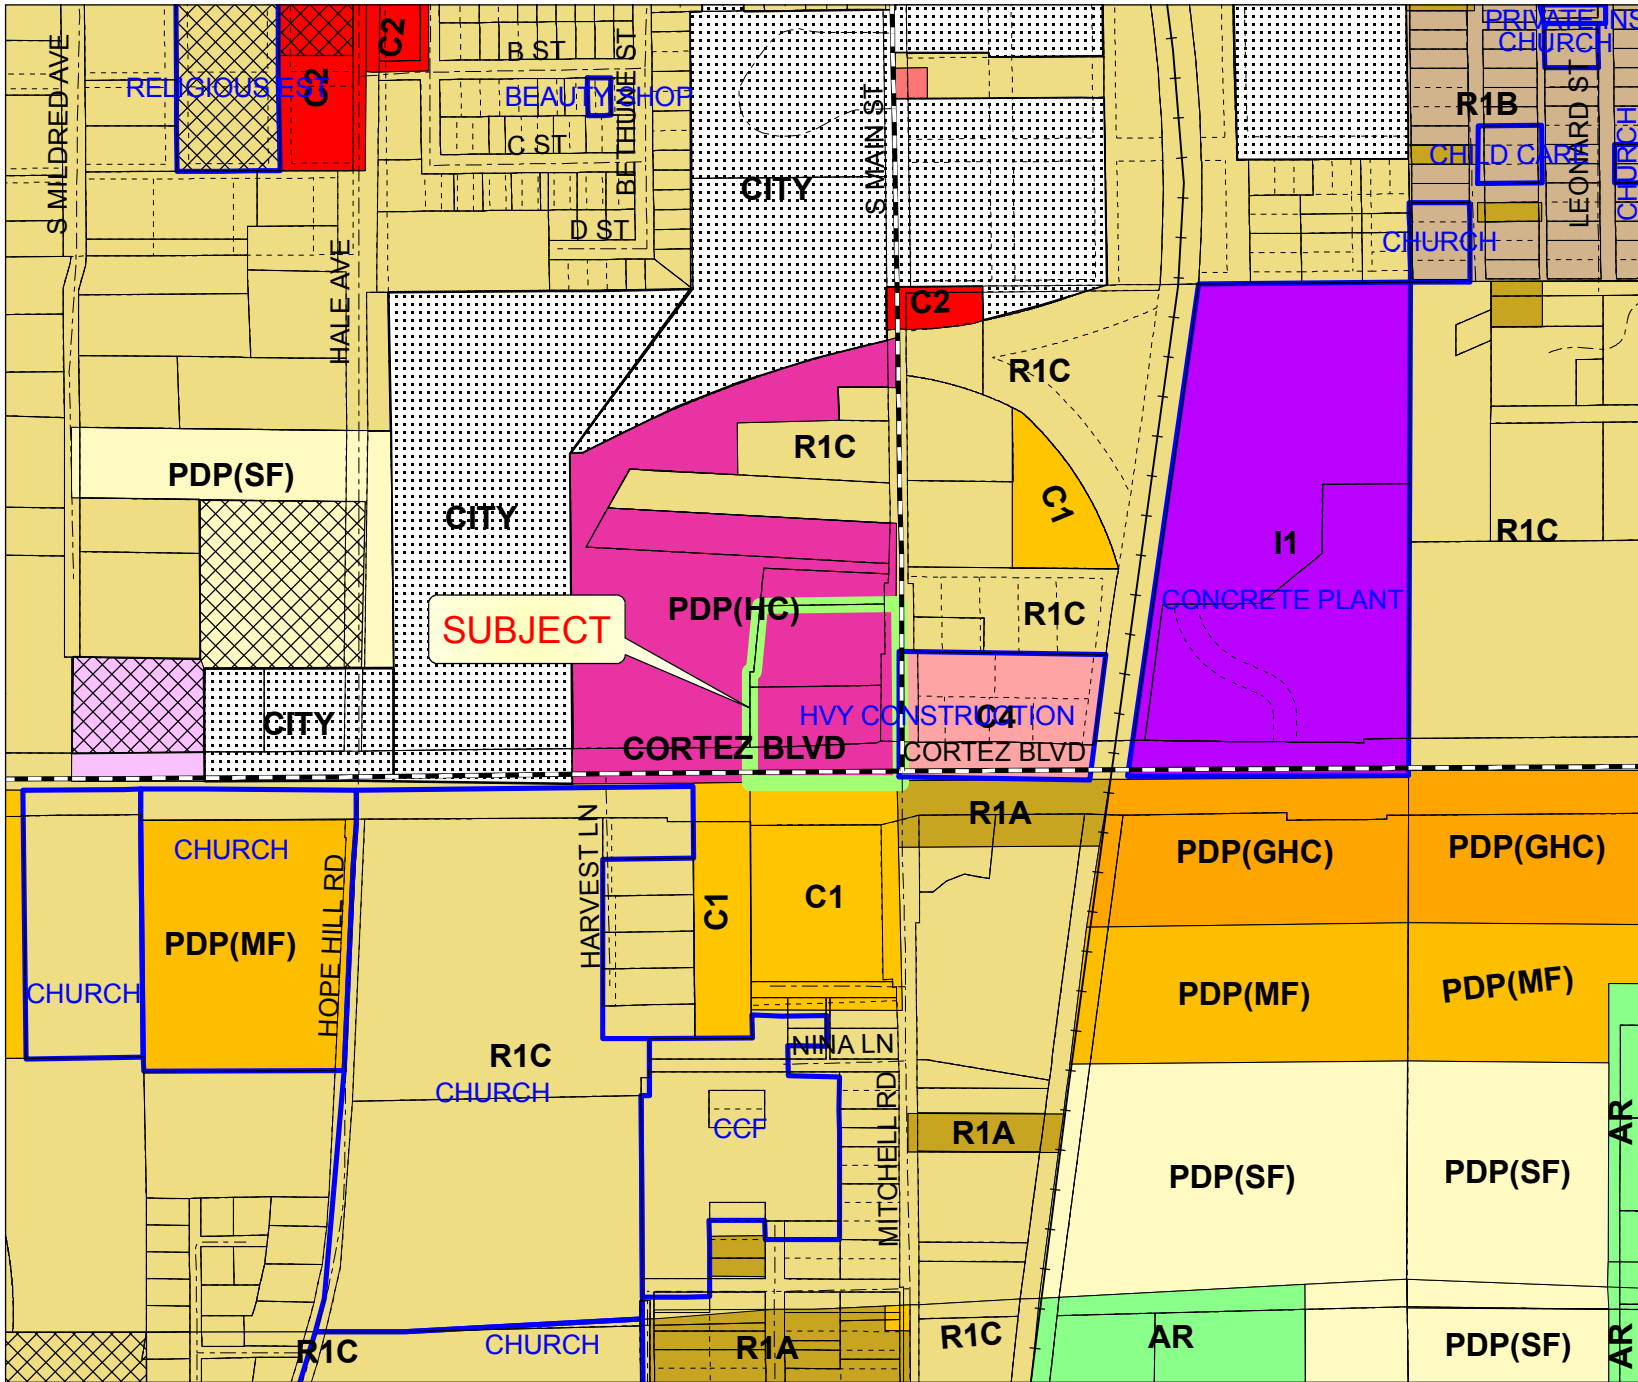 S MILDRED AVE
RELIGIOUS EST
C2
C2
B ST
BEAUTY SHOP
BETHUNE ST
C ST
D ST
CITY
S MAIN ST
PRIVATE INS
CHURCH
R1B
LEONARD ST
CHILD CARE
CHURCH
CHURCH
HALE AVE
C2
R1C
R1C
PDP(SF)
CITY
C1
I1
R1C
SUBJECT
PDP(HC)
R1C
CONCRETE PLANT
CITY
HVY CONSTRUCTION
C4
CORTEZ BLVD
CORTEZ BLVD
R1A
CHURCH
HARVEST LN
PDP(GHC)
PDP(GHC)
C1
C1
PDP(MF)
HOPE HILL RD
CHURCH
PDP(MF)
PDP(MF)
R1C
CHURCH
NINA LN
CCF
MITCHELL RD
R1A
AR
PDP(SF)
PDP(SF)
R1C
CHURCH
R1A
R1C
AR
PDP(SF)
AR